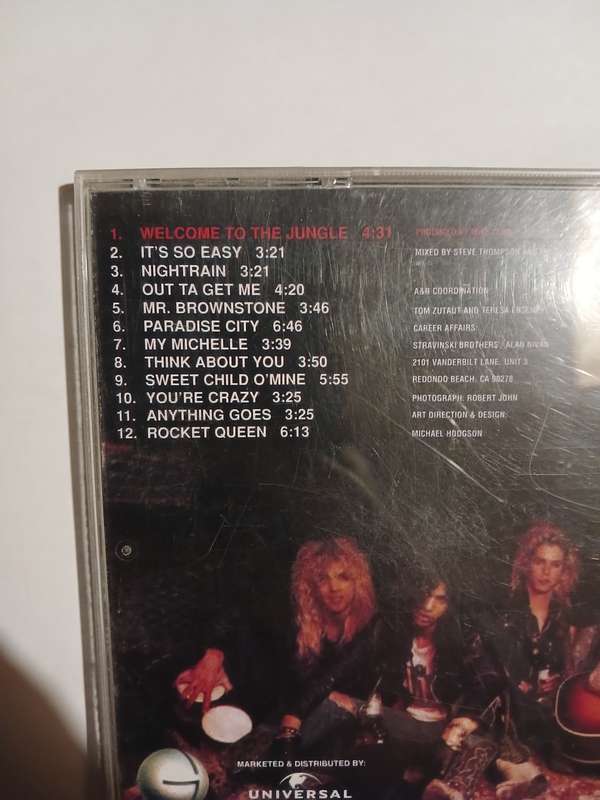 1. WELCOME TO THE JUNGLE 4:31
2. IT'S SO EASY 3:21
3. NIGHTRAIN 3:21
4. OUT TA GET ME 4:20
5. MR. BROWNSTONE 3:46
6. PARADISE CITY 6:46
7. MY MICHELLE 3:39
8. THINK ABOUT YOU 3:50
9. SWEET CHILD O'MINE 5:55
10. YOU'RE CRAZY 3:25
11. ANYTHING GOES 3:25
12. ROCKET QUEEN 6:13
PRODUCED BY
MIXED BY STEVE THOMPSON
A&R COORDINATION
TOM ZUTAUT AND TERESA
CAREER AFFAIRS:
STRAVINSKI BROTHERS, ALAN NIVEN
2101 VANDERBILT LANE, UNIT 3
REDONDO BEACH, CA 90278
PHOTOGRAPH: ROBERT JOHN
ART DIRECTION & DESIGN:
MICHAEL HODGSON
MARKETED & DISTRIBUTED BY:
UNIVERSAL